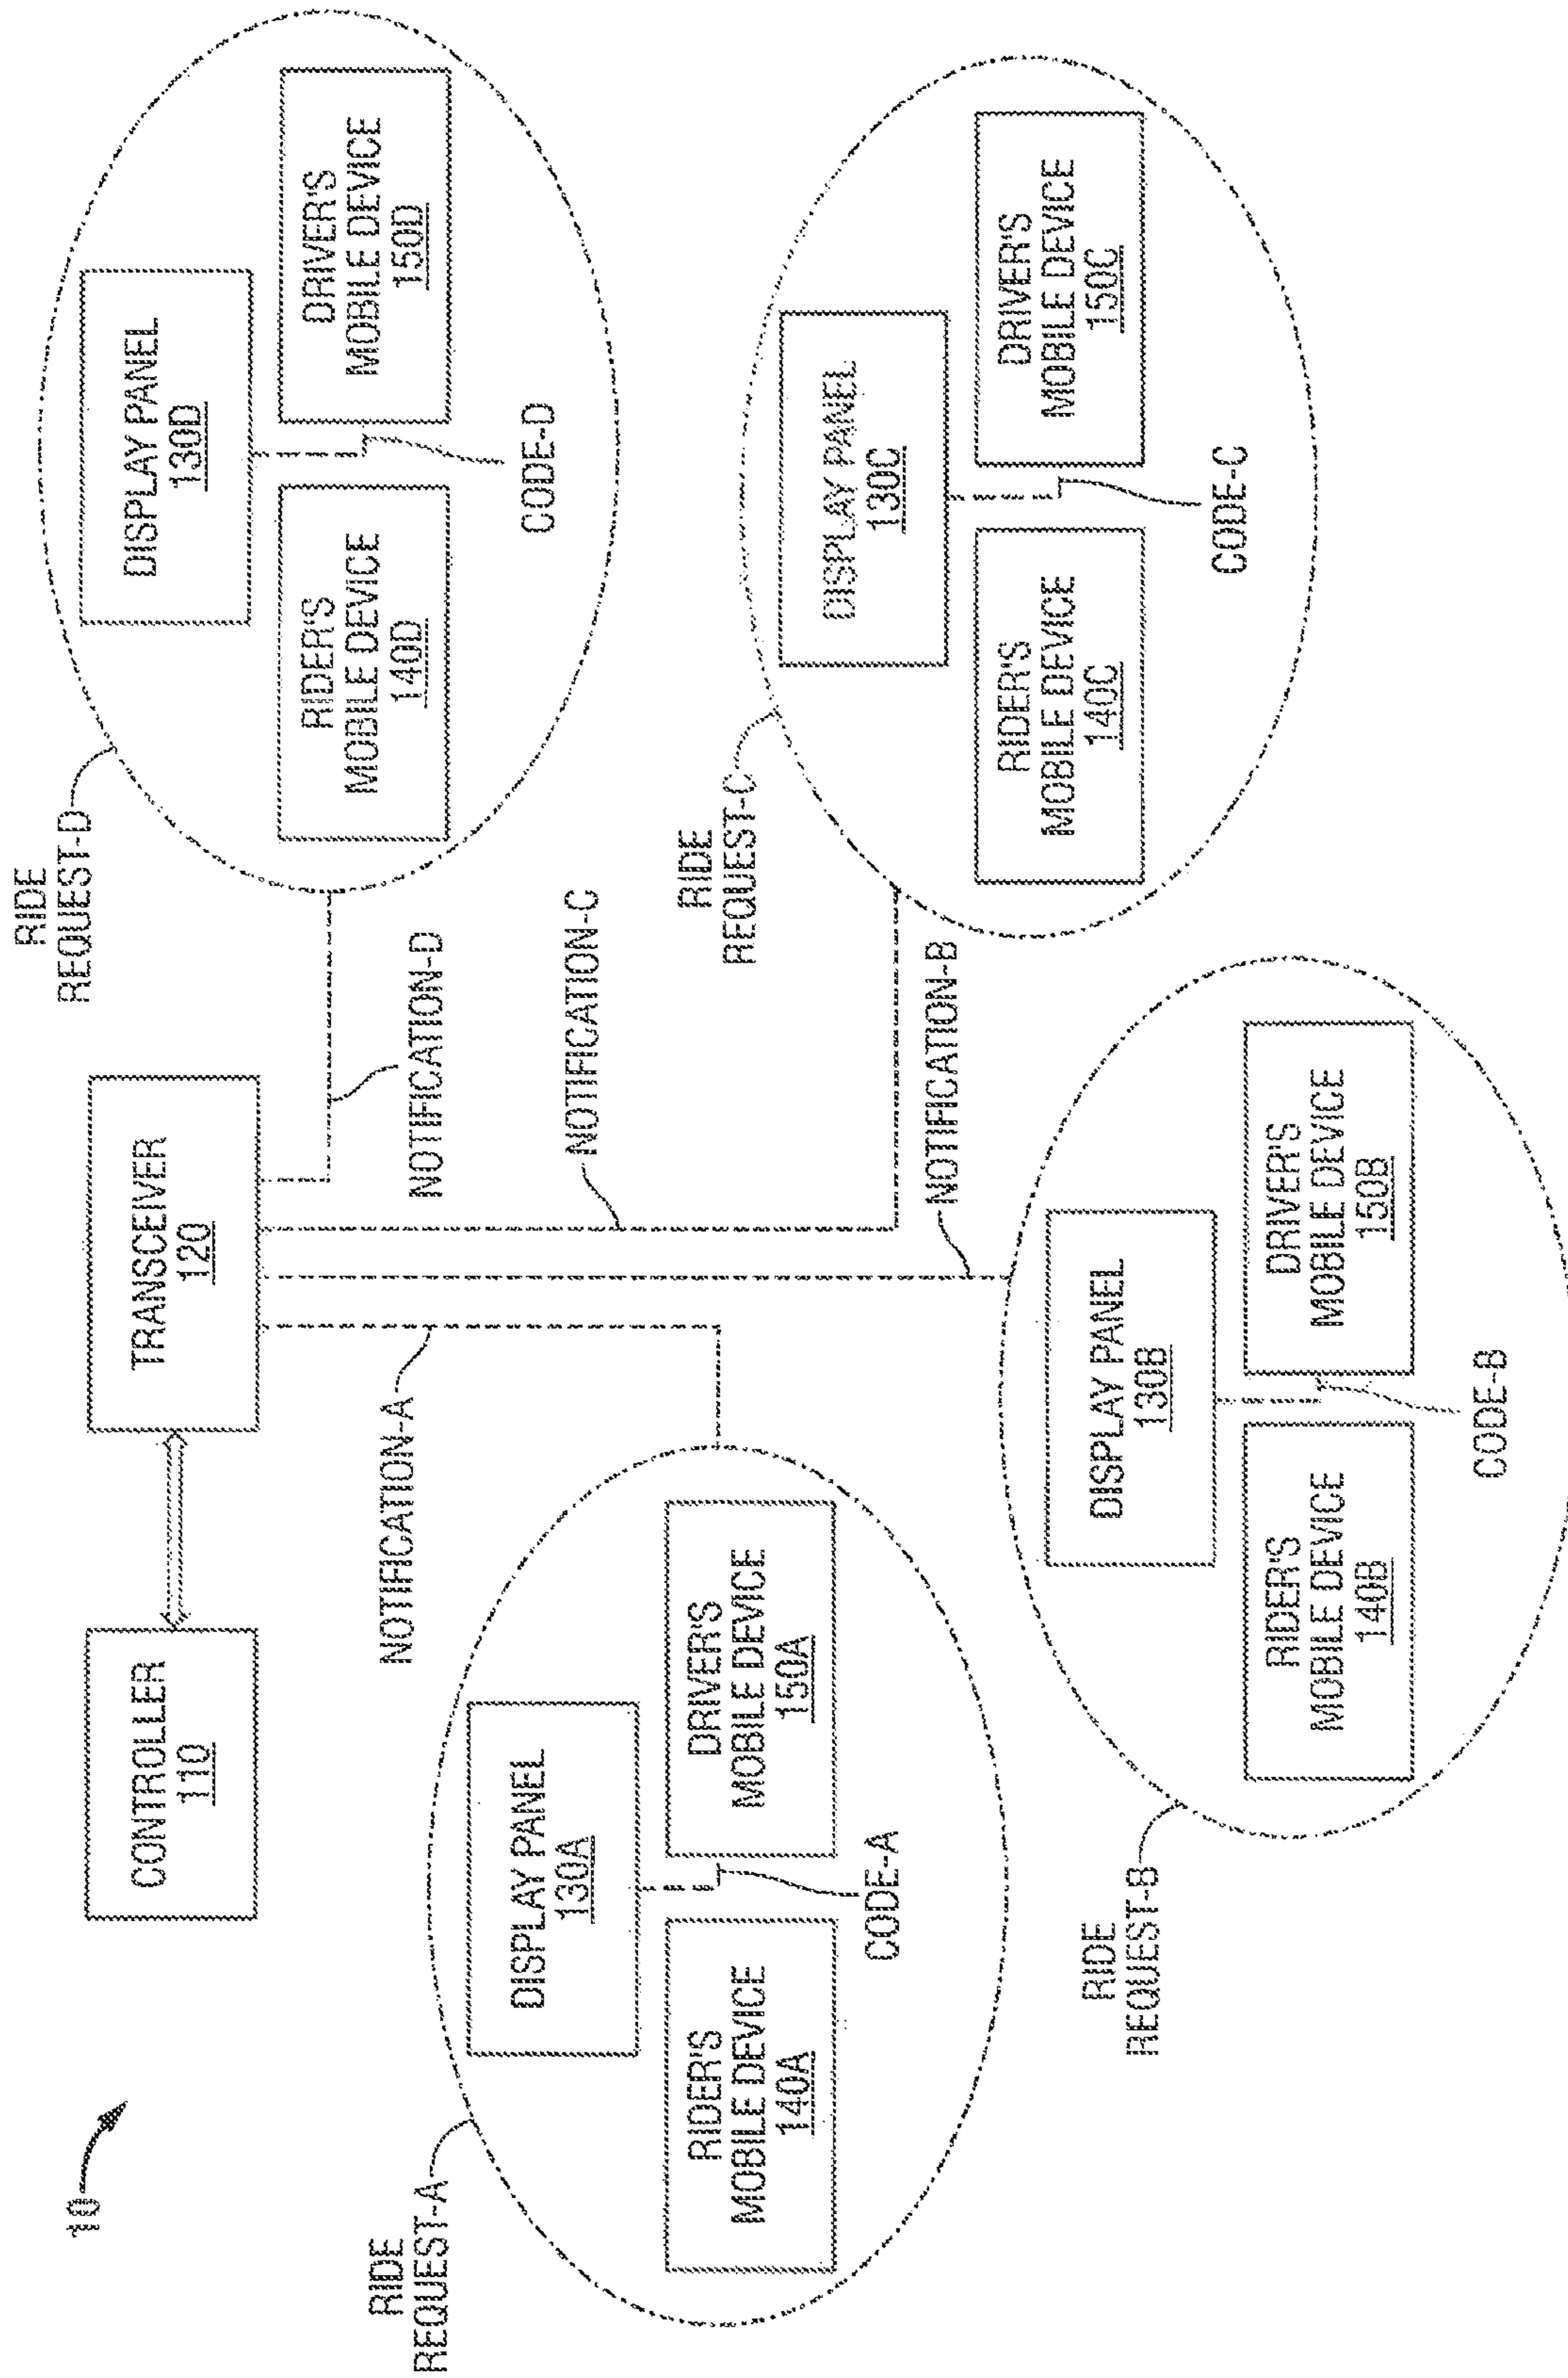 10
CONTROLLER
110
TRANSCEIVER
120
NOTIFICATION-A
NOTIFICATION-D
NOTIFICATION-C
NOTIFICATION-B
RIDE
REQUEST-A
DISPLAY PANEL
130A
RIDER'S
MOBILE DEVICE
140A
DRIVER'S
MOBILE DEVICE
150A
CODE-A
RIDE
REQUEST-B
DISPLAY PANEL
130B
RIDER'S
MOBILE DEVICE
140B
DRIVER'S
MOBILE DEVICE
150B
CODE-B
RIDE
REQUEST-C
DISPLAY PANEL
130C
RIDER'S
MOBILE DEVICE
140C
DRIVER'S
MOBILE DEVICE
150C
CODE-C
RIDE
REQUEST-D
DISPLAY PANEL
130D
RIDER'S
MOBILE DEVICE
140D
DRIVER'S
MOBILE DEVICE
150D
CODE-D